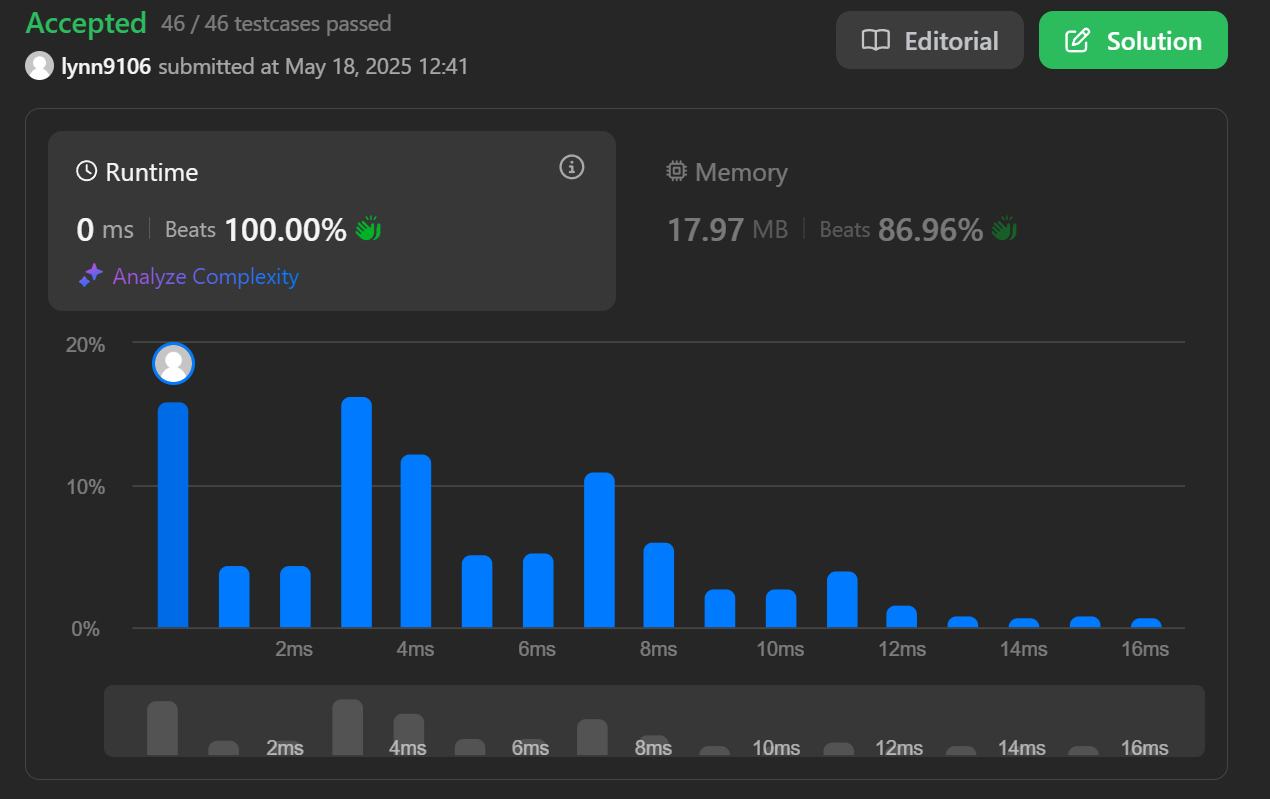 Accepted 46 / 46 testcases passed
Editorial
Solution
lynn9106 submitted at May 18, 2025 12:41
Runtime
Memory
0 ms | Beats 100.00%
17.97 MB | Beats 86.96%
Analyze Complexity
20%
10%
0%
2ms 4ms 6ms 8ms 10ms 12ms 14ms 16ms
2ms 4ms 6ms 8ms 10ms 12ms 14ms 16ms